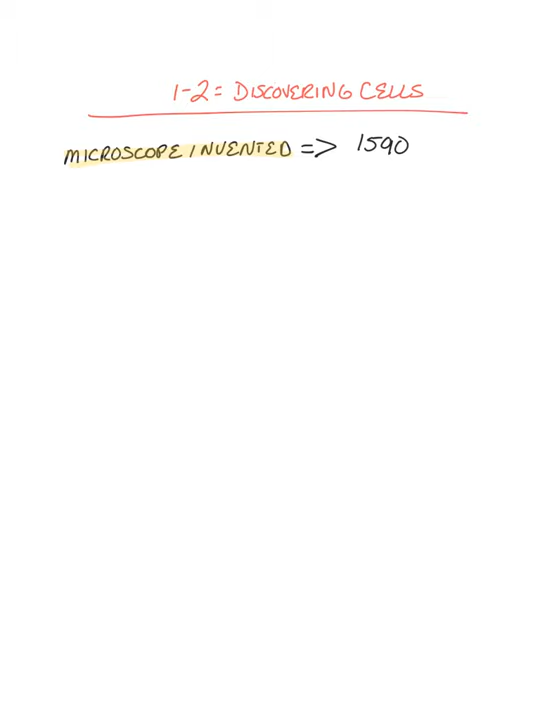 1-2 = DISCOVERING CELLS
MICROSCOPE INVENTED => 1590